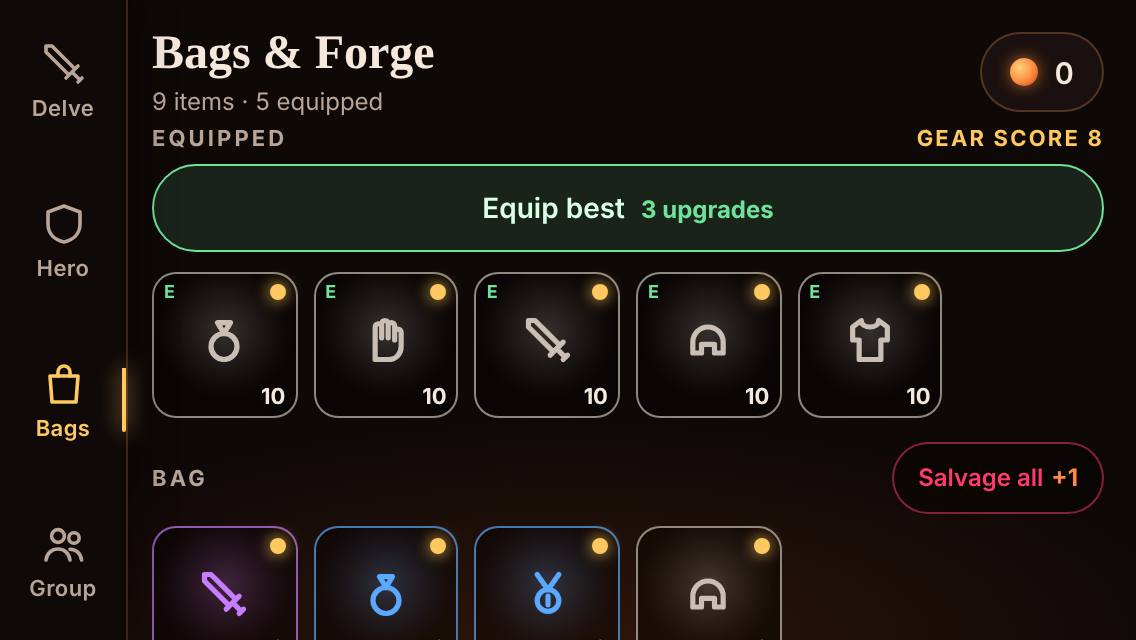 Delve
Hero
Bags
Group
Bags & Forge
9 items · 5 equipped
0
EQUIPPED
GEAR SCORE 8
Equip best 3 upgrades
E
10
E
10
E
10
E
10
E
10
BAG
Salvage all +1